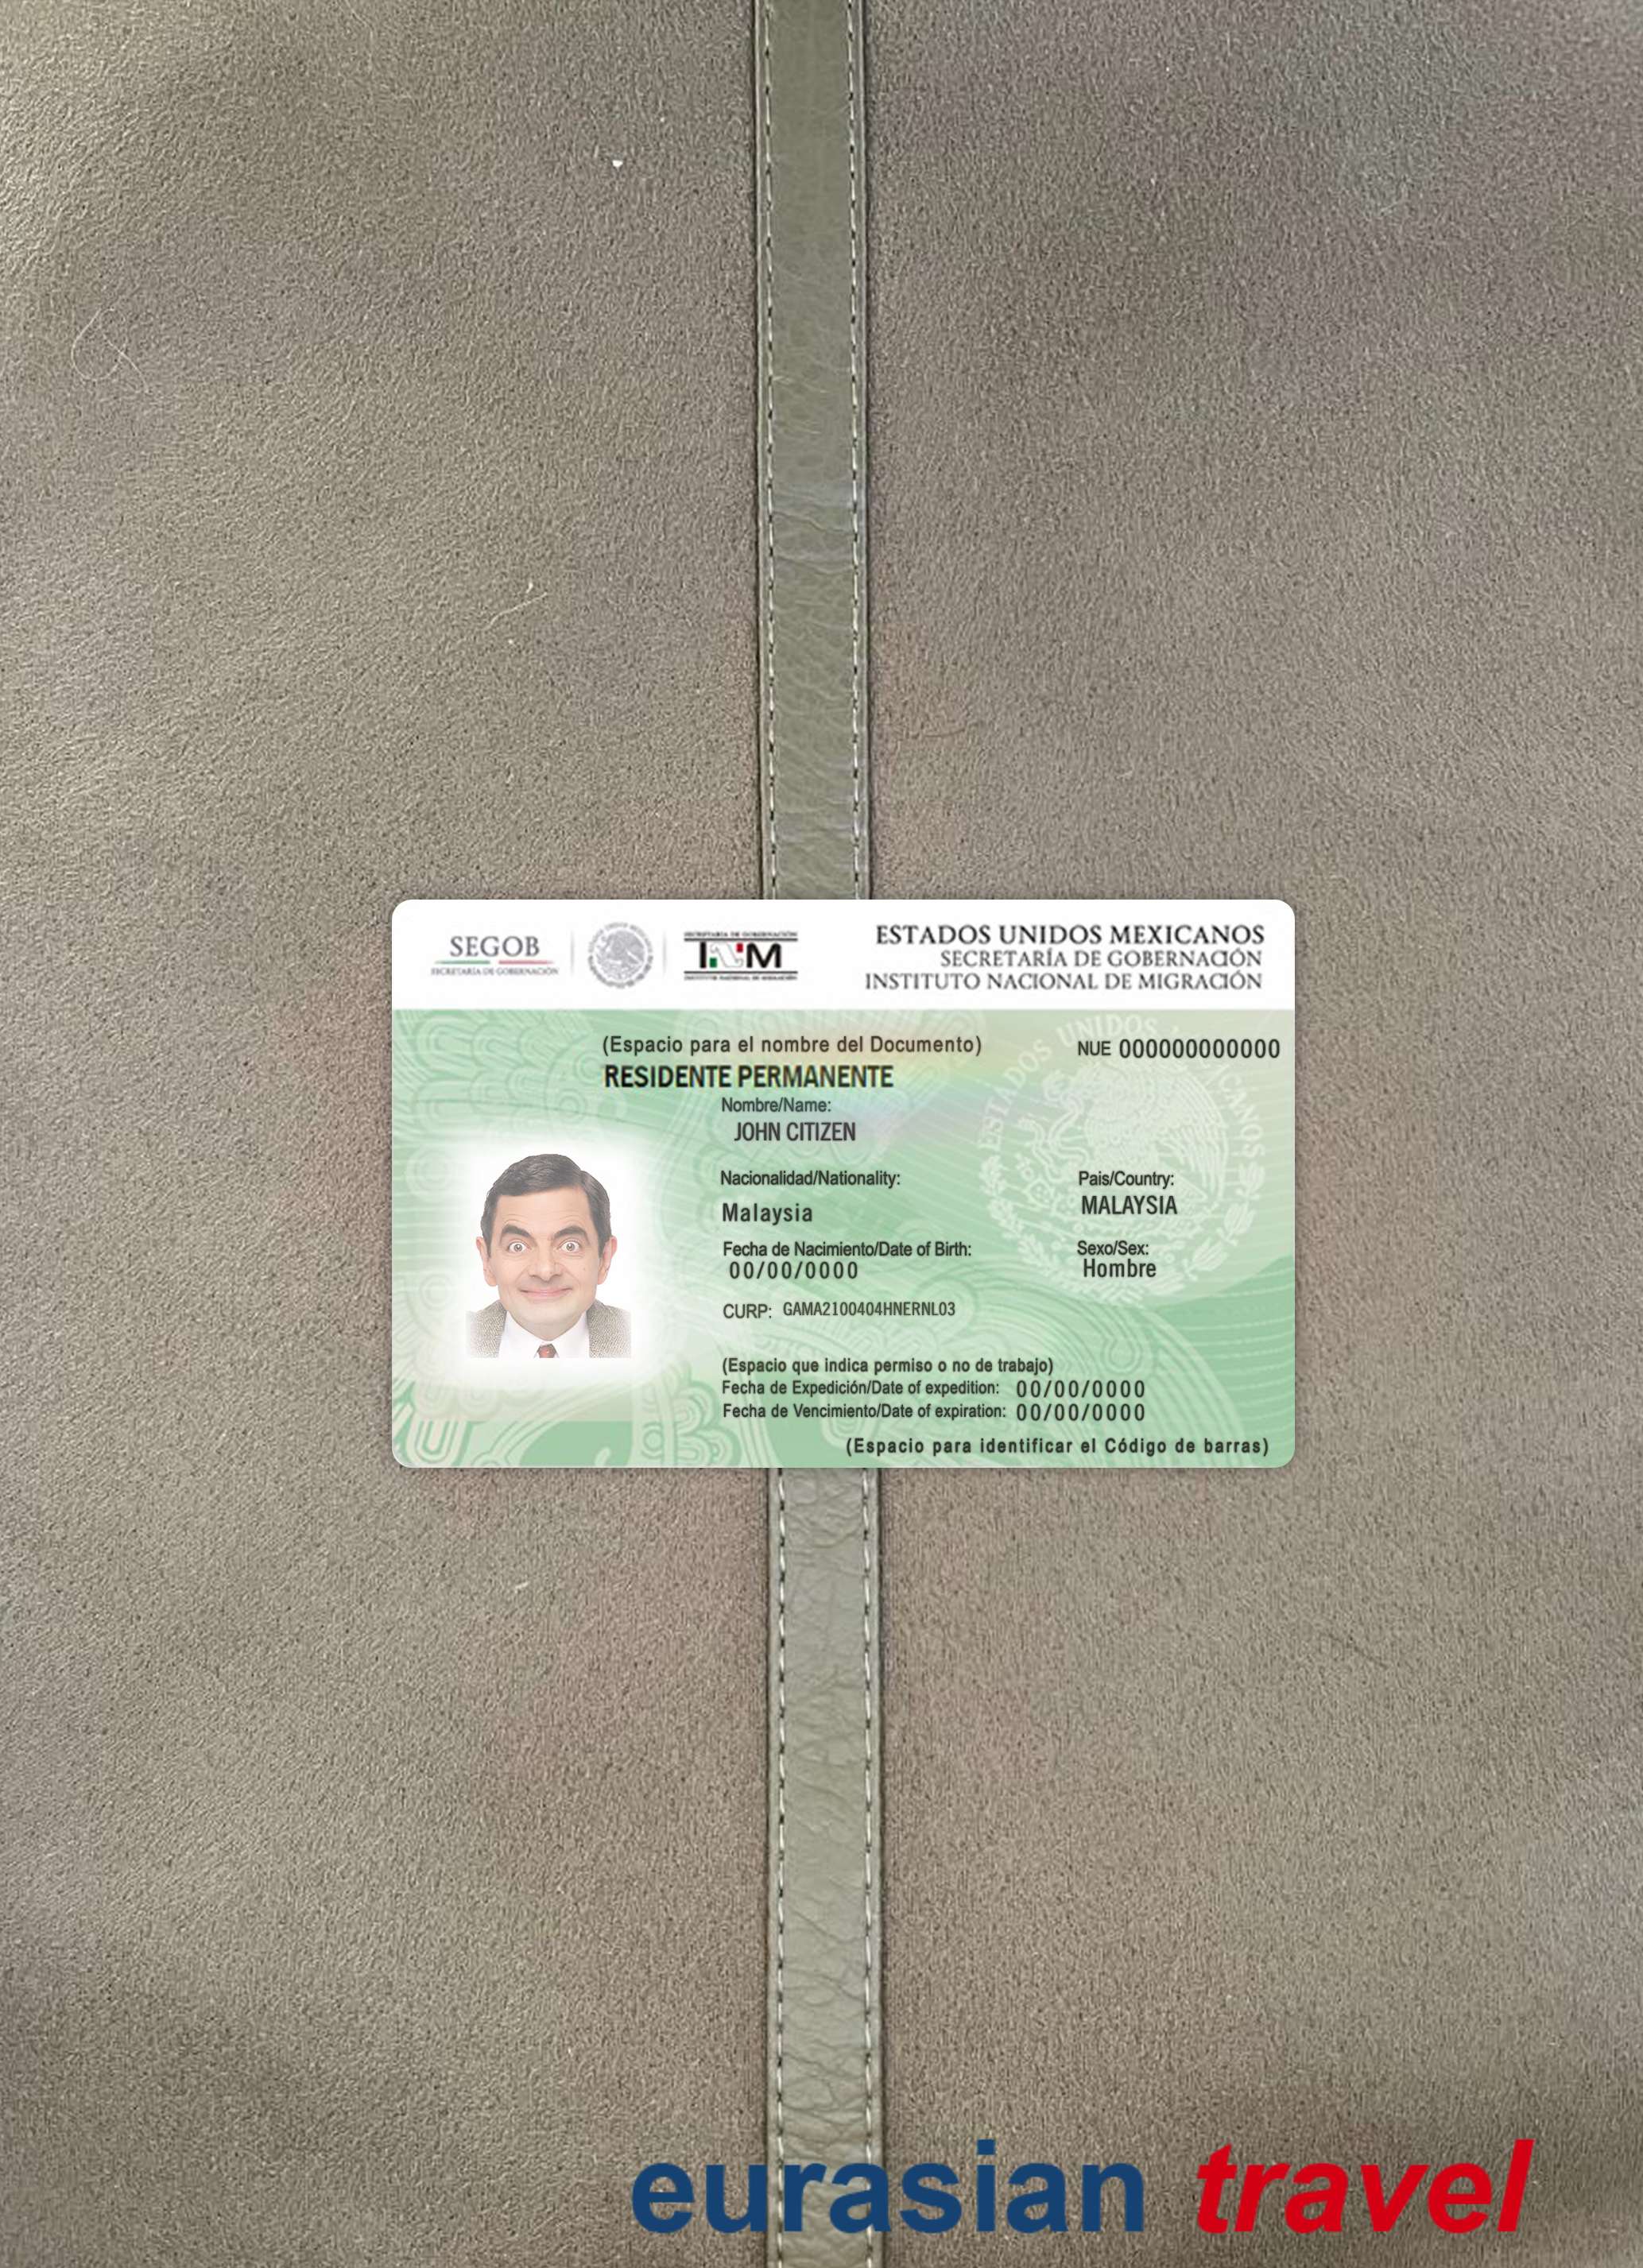 SEGOB
SECRETARÍA DE GOBERNACIÓN
SECRETARÍA DE GOBERNACIÓN
INM
INSTITUTO NACIONAL DE MIGRACIÓN
ESTADOS UNIDOS MEXICANOS
SECRETARÍA DE GOBERNACIÓN
INSTITUTO NACIONAL DE MIGRACIÓN
(Espacio para el nombre del Documento)
NUE 000000000000
RESIDENTE PERMANENTE
Nombre/Name:
JOHN CITIZEN
Nacionalidad/Nationality:
Pais/Country:
Malaysia
MALAYSIA
Fecha de Nacimiento/Date of Birth:
Sexo/Sex:
00/00/0000
Hombre
CURP: GAMA2100404HNERNL03
(Espacio que indica permiso o no de trabajo)
Fecha de Expedición/Date of expedition: 00/00/0000
Fecha de Vencimiento/Date of expiration: 00/00/0000
(Espacio para identificar el Código de barras)
ESTADOS UNIDOS
eurasian travel